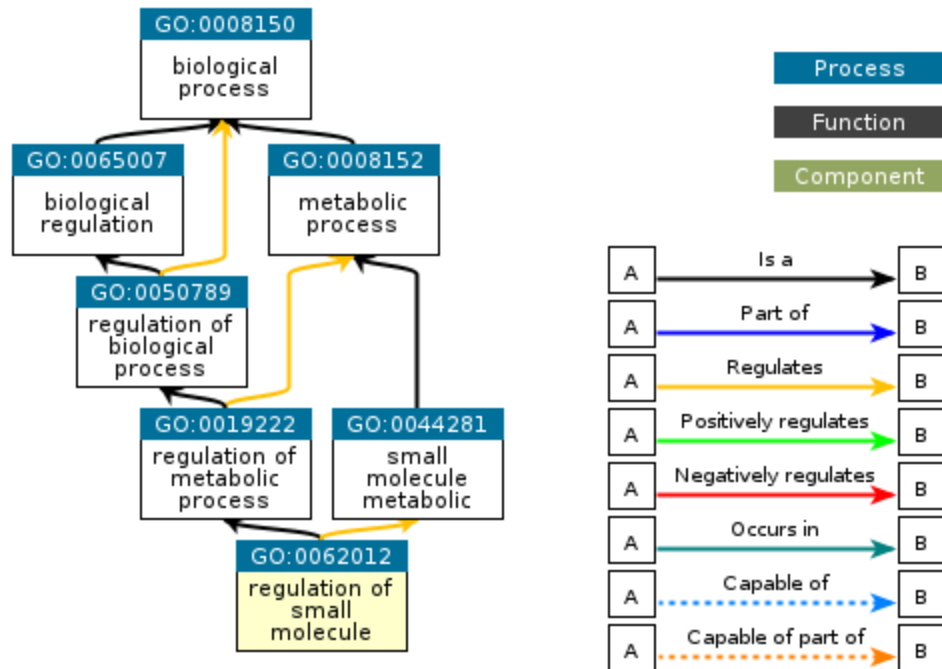 GO:0008150
biological
process
GO:0065007
biological
regulation
GO:0008152
metabolic
process
GO:0050789
regulation of
biological
process
GO:0019222
regulation of
metabolic
process
GO:0044281
small
molecule
metabolic
GO:0062012
regulation of
small
molecule
Process
Function
Component
A Is a B
A Part of B
A Regulates B
A Positively regulates B
A Negatively regulates B
A Occurs in B
A Capable of B
A Capable of part of B